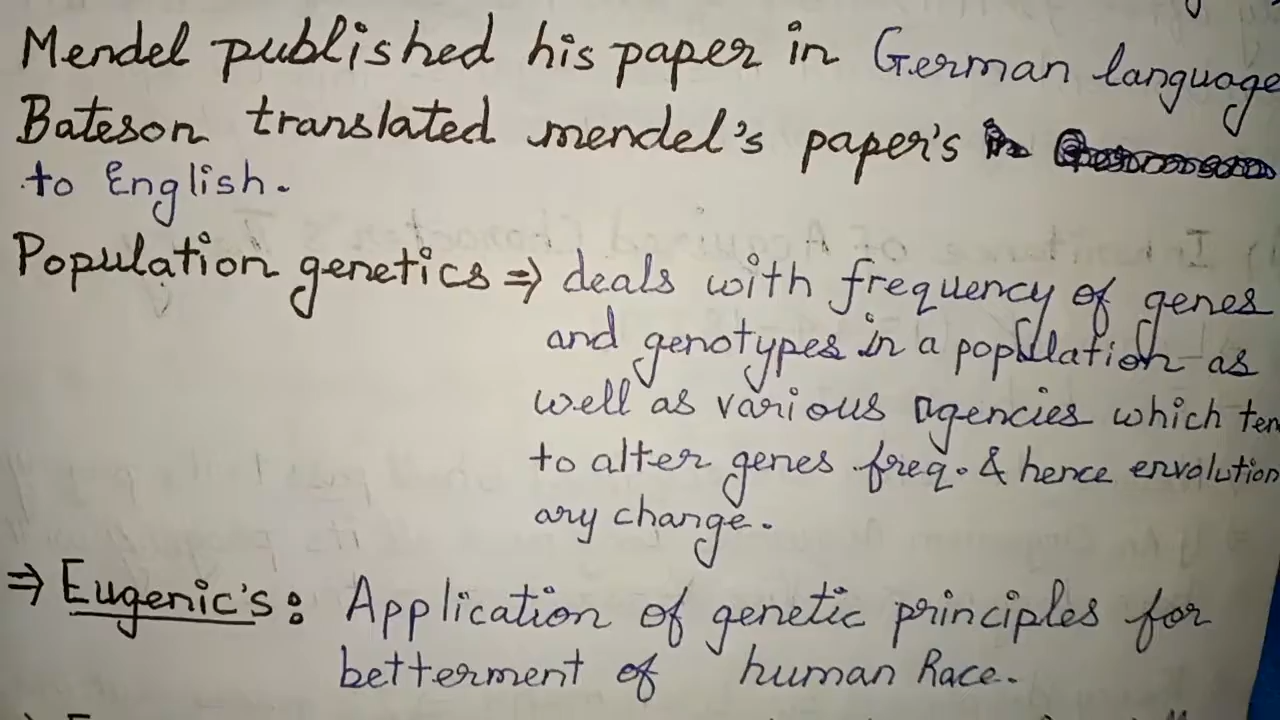 Mendel published his paper in German language
Bateson translated mendel's paper's in
to English.
Population genetics ⇒ deals with frequency of genes
and genotypes in a population as
well as various agencies which ten
to alter genes freq. & hence envolution
ary change.
⇒ Eugenic's: Application of genetic principles for
betterment of human Race.